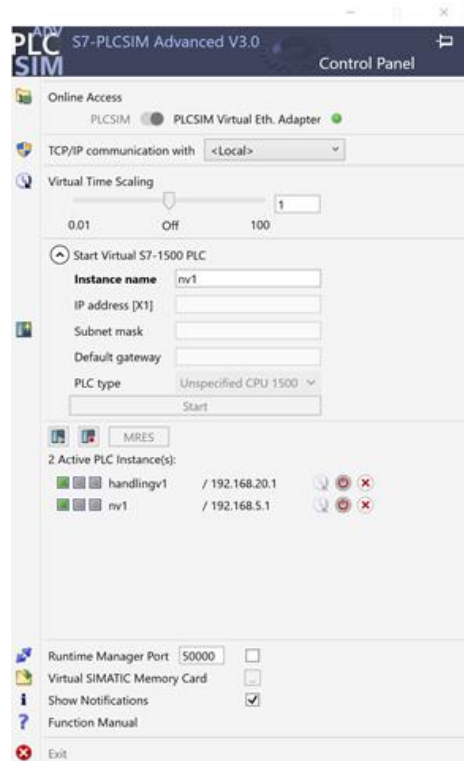 PLC ADV SIM
S7-PLCSIM Advanced V3.0
Control Panel
Online Access
PLCSIM PLCSIM Virtual Eth. Adapter
TCP/IP communication with <Local>
Virtual Time Scaling
1
0.01 Off 100
Start Virtual S7-1500 PLC
Instance name nv1
IP address [X1]
Subnet mask
Default gateway
PLC type Unspecified CPU 1500
Start
MRES
2 Active PLC Instance(s):
handlingv1 / 192.168.20.1
nv1 / 192.168.5.1
Runtime Manager Port 50000
Virtual SIMATIC Memory Card ...
Show Notifications
Function Manual
Exit